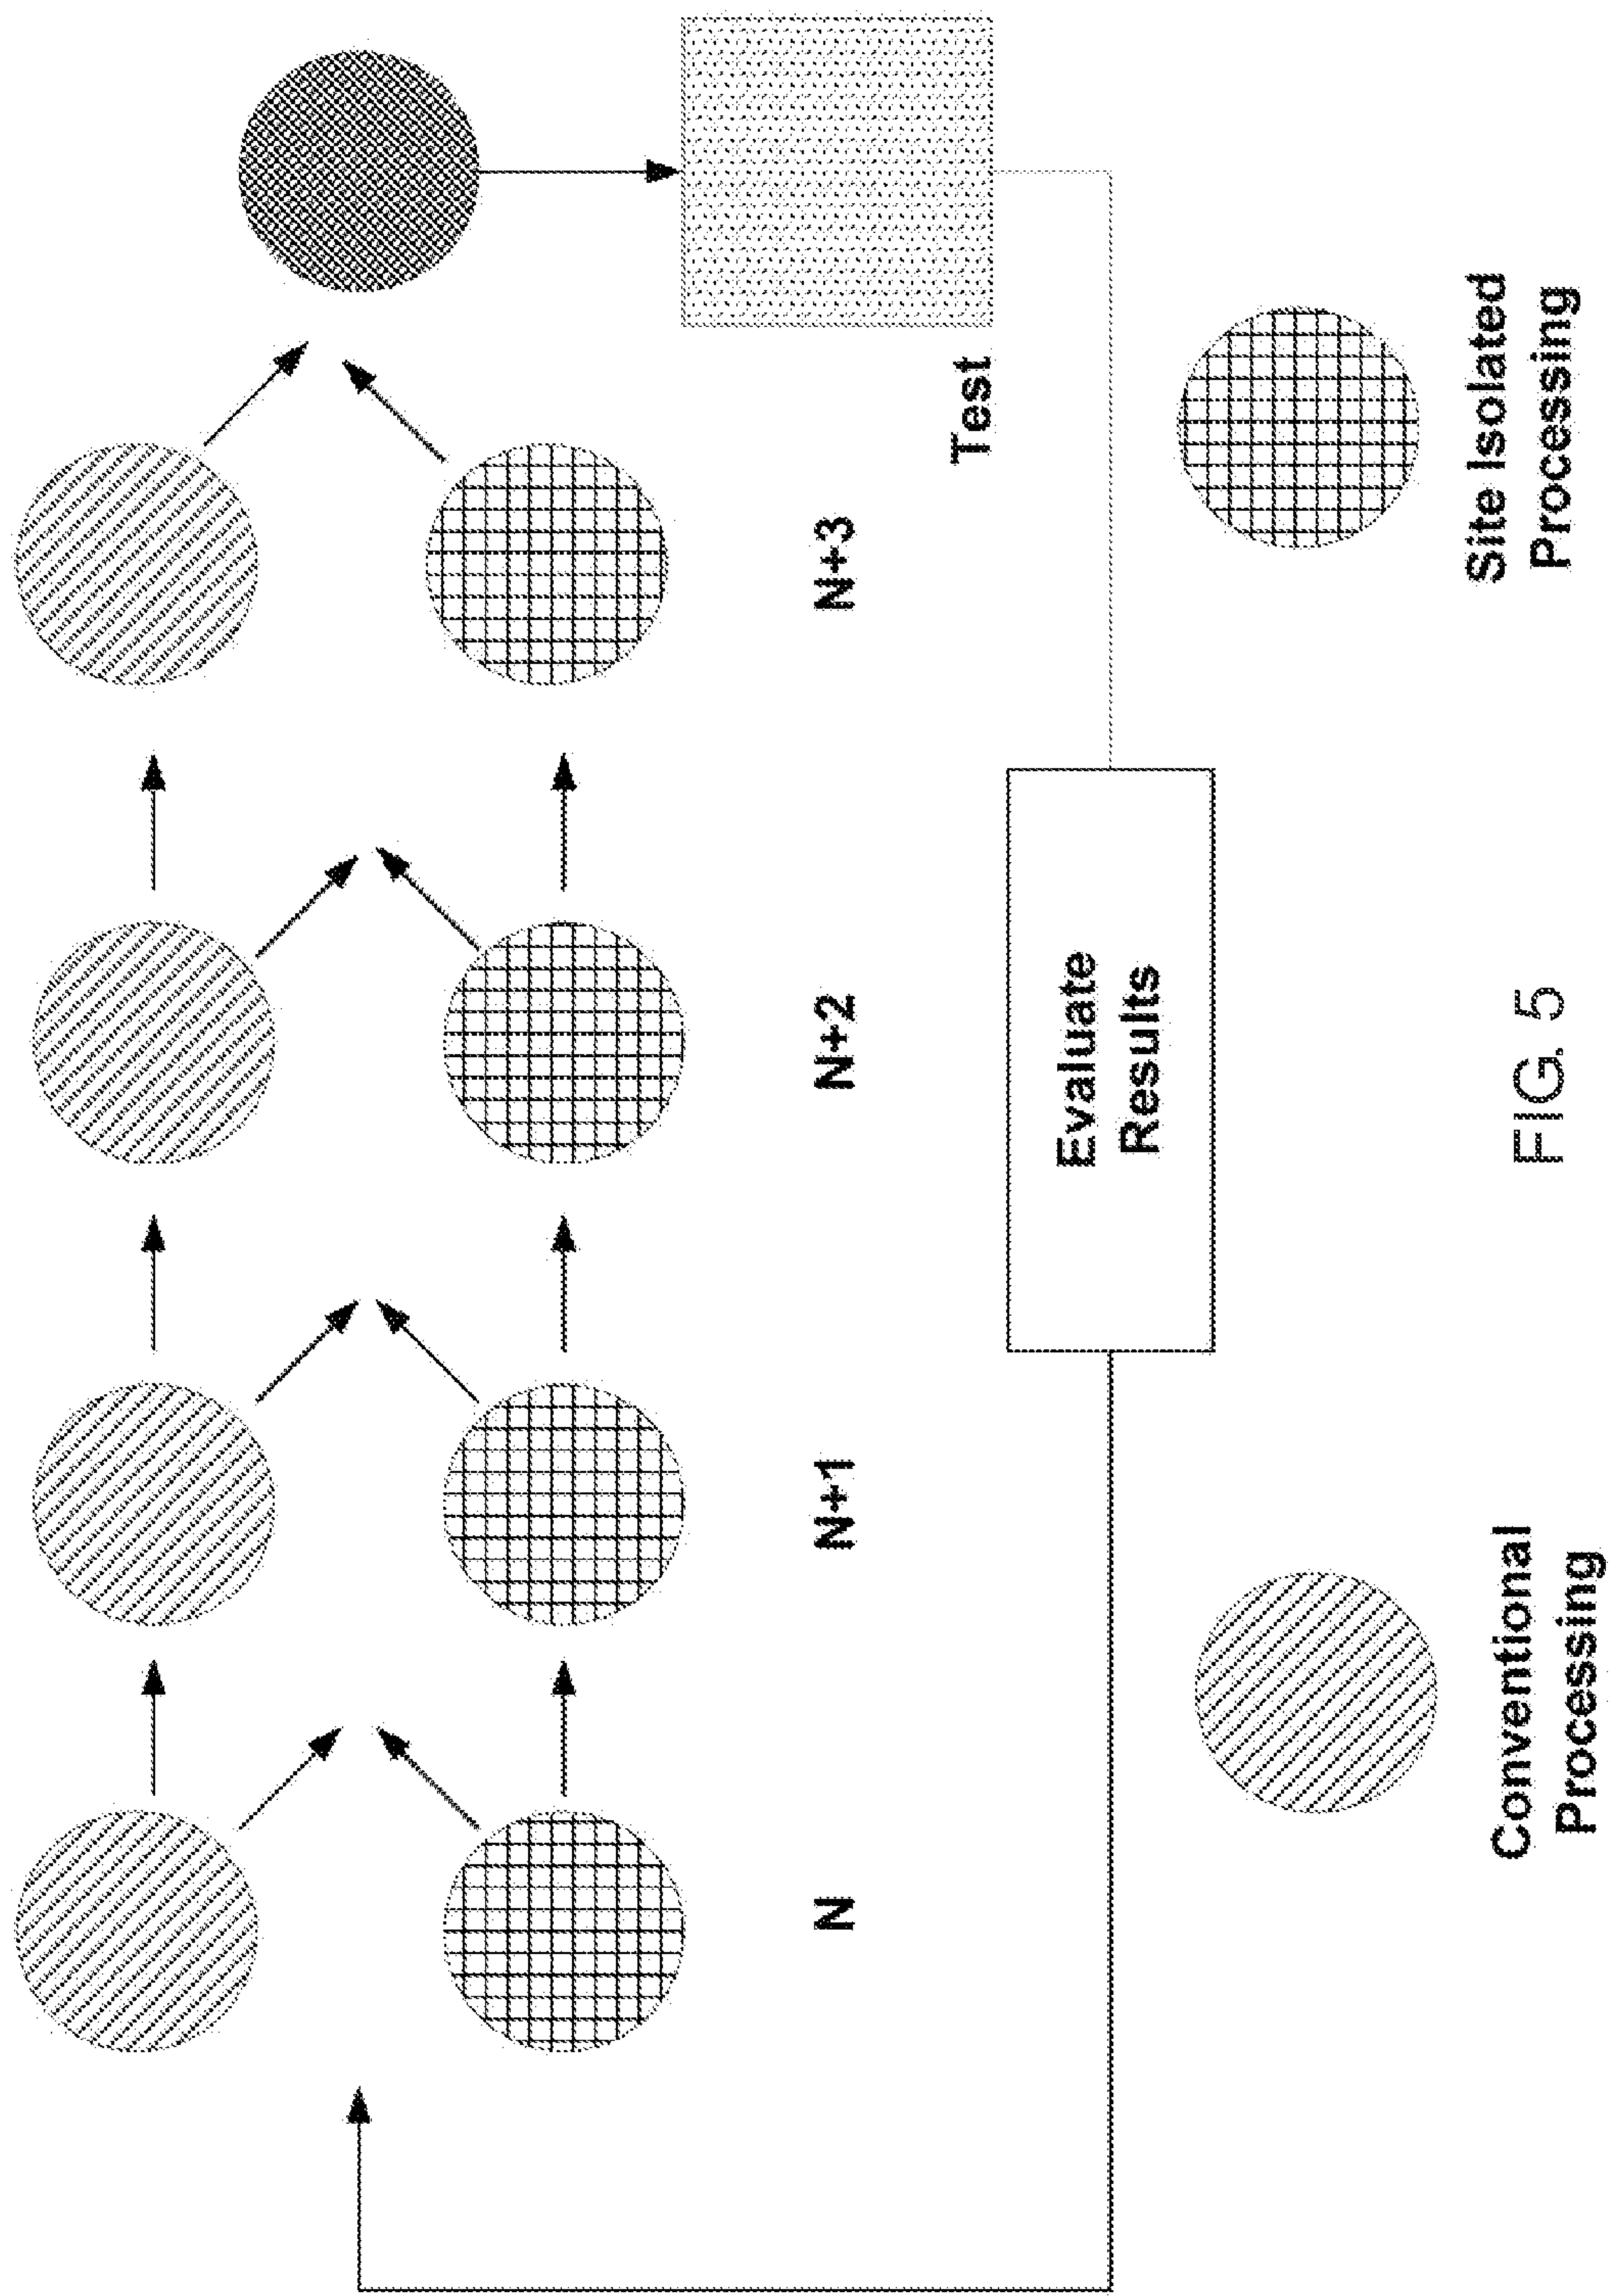 N
N+1
N+2
N+3
Test
Evaluate
Results
Conventional
Processing
Site Isolated
Processing
FIG. 5